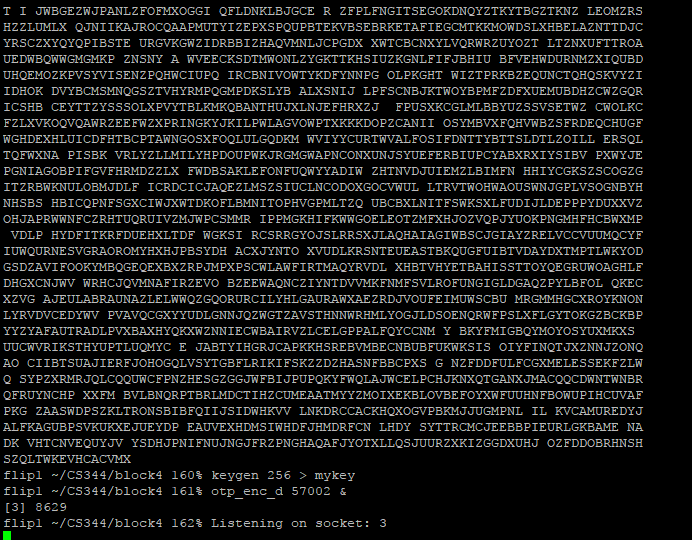 T I JWBGEZWJPANLZFOFMXOGGI QFLDNKLBJGCE R ZFPLFNGITSEGOKDNQYZTKYTBGZTKNZ LEOMZRS
HZZLUMLX QJNIIKAJROCQAAPMUTYIZEPXSPQUPBTEKVBSEBRKETAFIEGCMTKKMOWDSLXHBELAZNTTDJC
YRSCZXYQYQPIBSTE URGVKGWZIDRBBIZHAQVMNLJCPGDX XWTCBCNXYLVQRWRZUYOZT LTZNXUFTTROA
UEDWBQWWGMGMKP ZNSNY A WVEECKSDTMWONLZYGKTTKHSIUZKGNLFIFJBHIU BFVEHWDURNMZXIQUBD
UHQEMOZKPVSYVISENZPQHWCIUPQ IRCBNIVOWTYKDFYNNPG OLPKGHT WIZTPRKBZEQUNCTQHQSKVYZI
IDHOK DVYBCMSMNQGSZTVHYRMPQGMPDKSLYB ALXSNIJ LPFSCNBJKTWOYBPMFZDFXUEMUBDHZCWZGQR
ICSHB CEYTTZYSSSOLXPVYTBLKMKQBANTHUJXLNJEFHRXZJ  FPUSXKCGLMLBBYUZSSVSETWZ CWOLKC
FZLXVKOQVQAWRZEEFWZXPRINGKYJKILPWLAGVOWPTXKKKDOPZCANII OSYMBVXFQHVWBZSFRDEQCHUGF
WGHDEXHLUICDFHTBCPTAWNGOSXFOQLULGQDKM WVIYYCURTWVALFOSIFDNTTYBTTSLDTLZOILL ERSQL
TQFWXNA PISBK VRLYZLLMILYHPDOUPWKJRGMGWAPNCONXUNJSYUEFERBIUPCYABXRXIYSIBV PXWYJE
PGNIAGOBPIFGVFHRMDZZLX FWDBSAKLEFONFUQWYYADIW ZHTNVDJUIEMZLBIMFN HHIYCGKSZSCOGZG
ITZRBWKNULOBMJDLF ICRDCICJAQEZLMSZSIUCLNCODOXGOCVWUL LTRVTWOHWAOUSWNJGPLVSOGNBYH
NHSBS HBICQPNFSGXCIWJXWTDKOFLBMNITOPHVGPMLTZQ UBCBXLNITFSWKSXLFUDIJLDEPPPYDUXXVZ
OHJAPRWWNFCZRHTUQRUIVZMJWPCSMMR IPPMGKHIFKWWGOELEOTZMFXHJOZVQPJYUOKPNGMHFHCBWXMP
 VDLP HYDFITKRFDUEHXLTDF WGKSI RCSRRGYOJSLRRSXJLAQHAIAGIWBSCJGIAYZRELVCCVUUMQCYF
IUWQURNESVGRAOROMYHXHJPBSYDH ACXJYNTO XVUDLKRSNTEUEASTBKQUGFUIBTVDAYDXTMPTLWKYOD
GSDZAVIFOOKYMBQGEQEXBXZRPJMPXPSCWLAWFIRTMAQYRVDL XHBTVHYETBAHISSTTOYQEGRUWOAGHLF
DHGXCNJWV WRHCJQVMNAFIRZEVO BZEEWAQNCZIYNTDVVMKFNMFSVLROFUNGIGLDGAQZPYLBFOL QKEC
XZVG AJEULABRAUNAZLELWWQZGQORURCILYHLGAURAWXAEZRDJVOUFEIMUWSCBU MRGMMHGCXROYKNON
LYRVDVCEDYWV PVAVQCGXYYUDLGNNJQZWGTZAVSTHNNWRHMLYOGJLDSOENQRWFPSLXFLGYTOKGZBCKBP
YYZYAFAUTRADLPVXBAXHYQKXWZNNIECWBAIRVZLCELGPPALFQYCCNM Y BKYFMIGBQYMOYOSYUXMKXS
UUCWVRIKSTHYUPTLUQMYC E JABTYIHGRJCAPKKHSREBVMBECNBUBFUKWKSIS OIYFINQTJXZNNJZONQ
AO CIIBTSUAJIERFJOHOGQLVSYTGBFLRIKIFSKZZDZHASNFBBCPXS G NZFDDFULFCGXMELESSEKFZLW
Q SYPZXRMRJQLCQQUWCFPNZHESGZGGJWFBIJPUPQKYFWQLAJWCELPCHJKNXQTGANXJMACQQCDWNTWNBR
QFRUYNCHP XXFM BVLBNQRPTBRLMDCTIHZCUMEAATMYYZMOIXEKBLOVBEFOYXWFUUHNFBOWUPIHCUVAF
PKG ZAASWDPSZKLTRONSBIBFQIIJSIDWHKVV LNKDRCCACKHQXOGVPBKMJJUGMPNL IL KVCAMUREDYJ
ALFKAGUBPSVKUKXEJUEYDP EAUVEXHDMSIWHDFJHMDRFCN LHDY SYTTRCMCJEEBBPIEURLGKBAME NA
DK VHTCNVEQUYJV YSDHJPNIFNUJNGJFRZPNGHAQAFJYOTXLLQSJUURZXKIZGGDXUHJ OZFDDOBRHNSH
SZQLTWKEVHCACVMX
flip1 ~/CS344/block4 160% keygen 256 > mykey
flip1 ~/CS344/block4 161% otp_enc_d 57002 &
[3] 8629
flip1 ~/CS344/block4 162% Listening on socket: 3